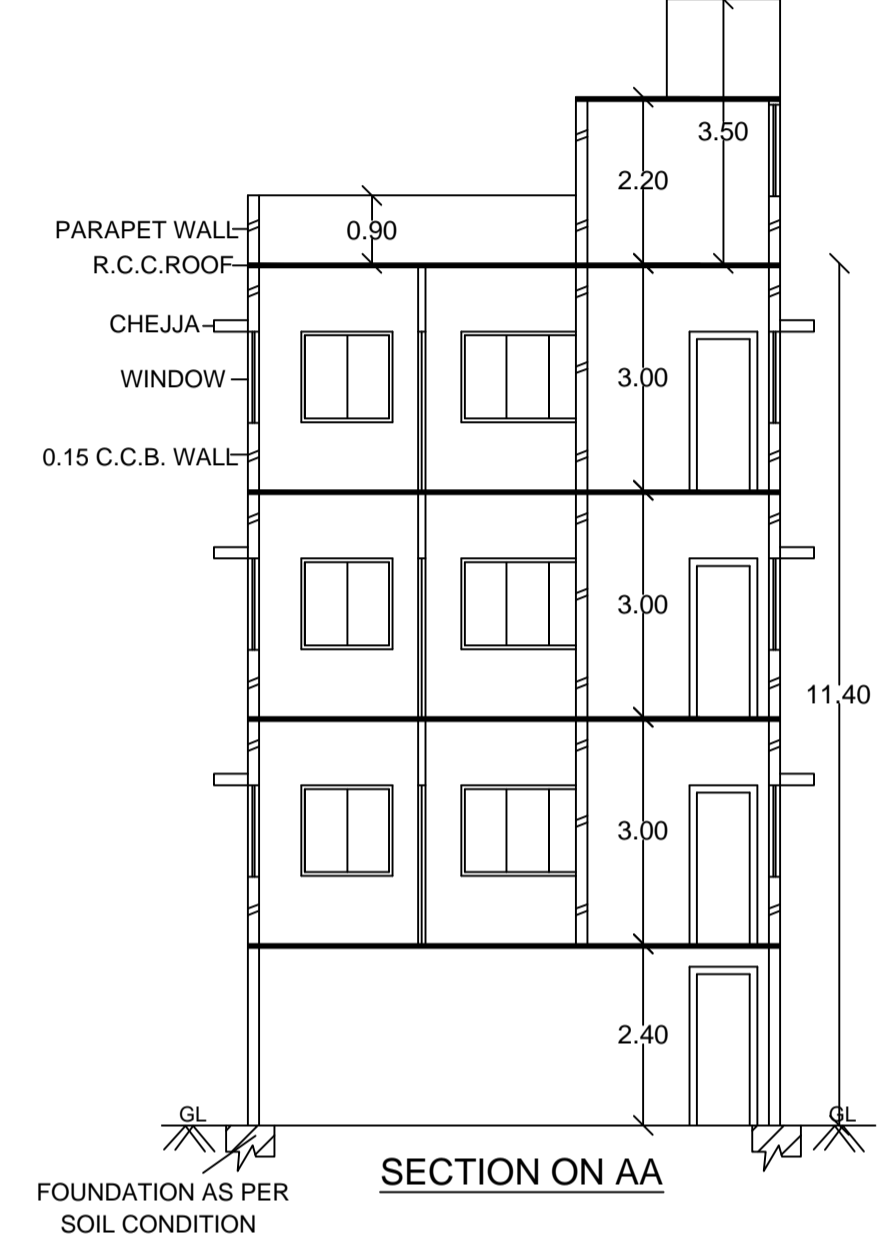 3.50
2.20
PARAPET WALL
0.90
R.C.C.ROOF
CHEJJA
WINDOW
3.00
0.15 C.C.B. WALL
3.00
11.40
3.00
2.40
GL
GL
SECTION ON AA
FOUNDATION AS PER
SOIL CONDITION